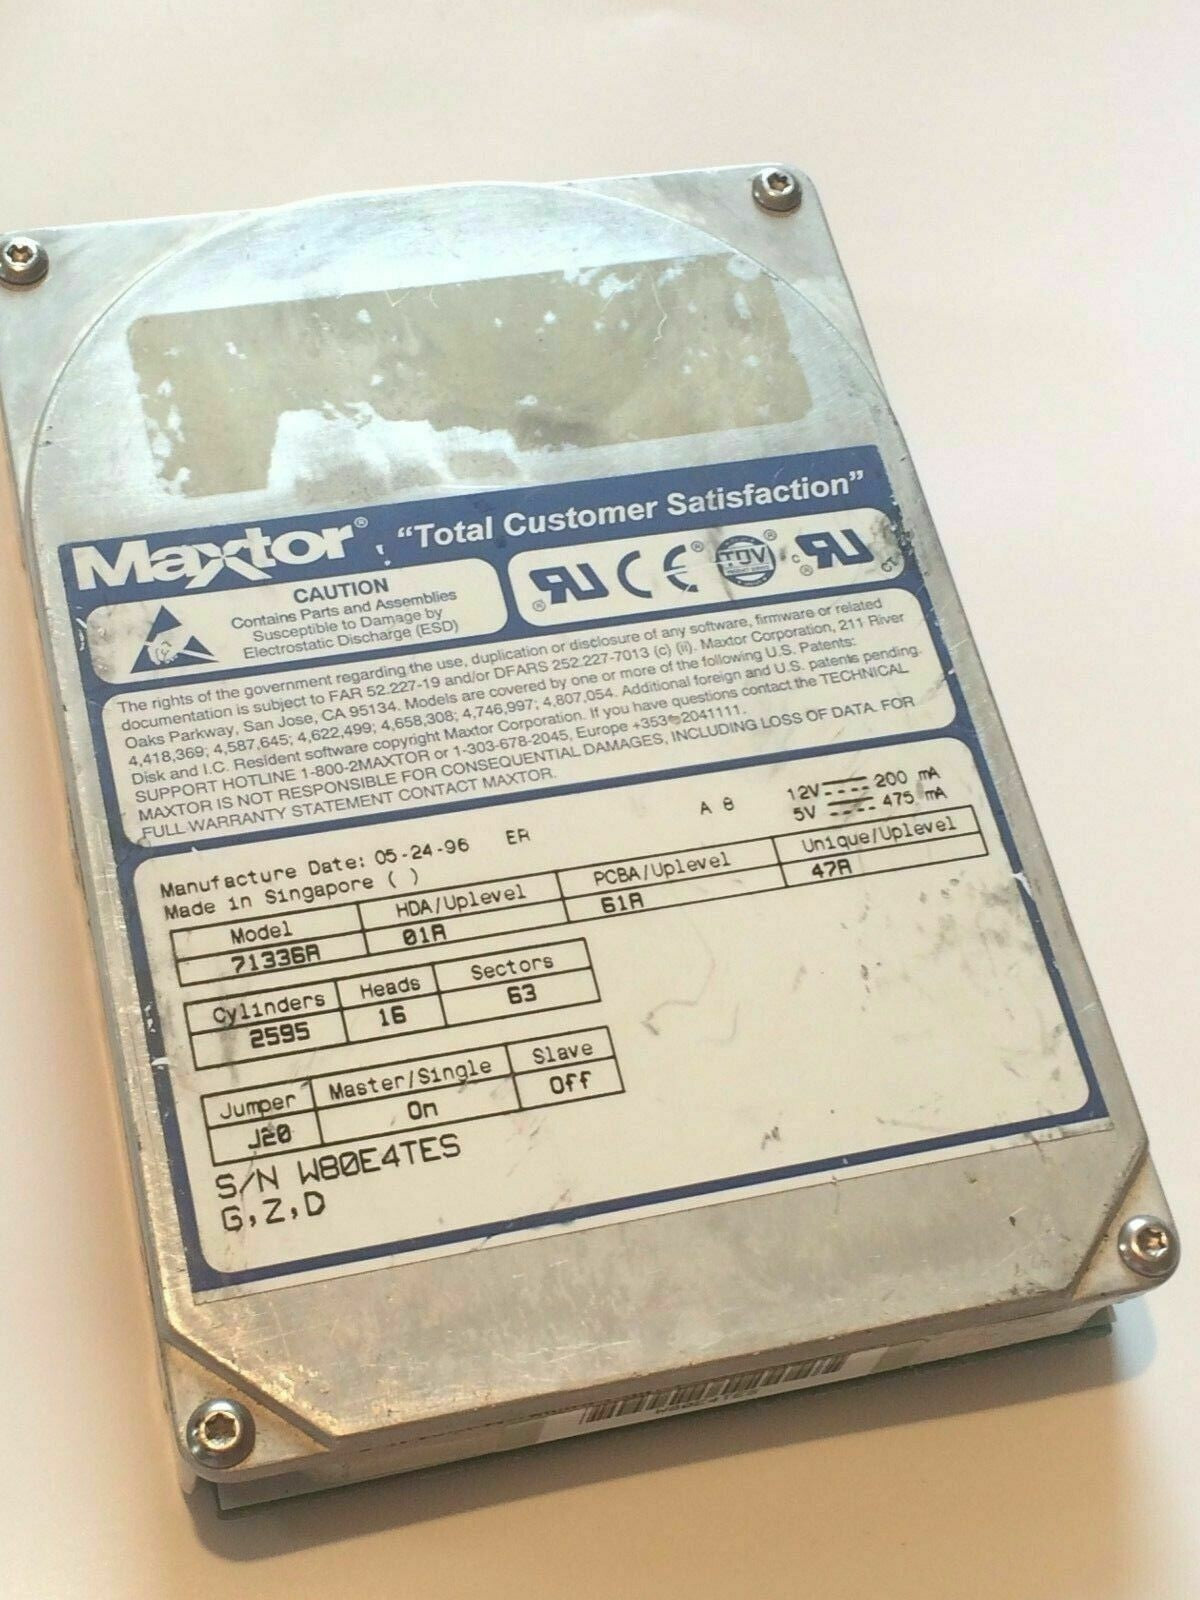 Maxtor® "Total Customer Satisfaction"
CAUTION
Contains Parts and Assemblies
Susceptible to Damage by
Electrostatic Discharge (ESD)
The rights of the government regarding the use, duplication or disclosure of any software, firmware or related
documentation is subject to FAR 52.227-19 and/or DFARS 252.227-7013 (c) (ii). Maxtor Corporation, 211 River
Oaks Parkway, San Jose, CA 95134. Models are covered by one or more of the following U.S. Patents:
4,418,369; 4,587,645; 4,622,499; 4,658,308; 4,746,997; 4,807,054. Additional foreign and U.S. patents pending.
Disk and I.C. Resident software copyright Maxtor Corporation. If you have questions contact the TECHNICAL
SUPPORT HOTLINE 1-800-2MAXTOR or 1-303-678-2045, Europe
MAXTOR IS NOT RESPONSIBLE FOR CONSEQUENTIAL DAMAGES, INCLUDING LOSS OF DATA. FOR
FULL WARRANTY STATEMENT CONTACT MAXTOR.
Manufacture Date: 05-24-96 ER A 8 12V 200 mA
Made in Singapore ( ) 5V 475 mA
Model HDA/Uplevel PCBA/Uplevel Unique/Uplevel
71336A 01A 61A 47A
Cylinders Heads Sectors
2595 16 63
Jumper Master/Single Slave
J20 On Off
S/N W80E4TES
G,Z,D
W80E4TES